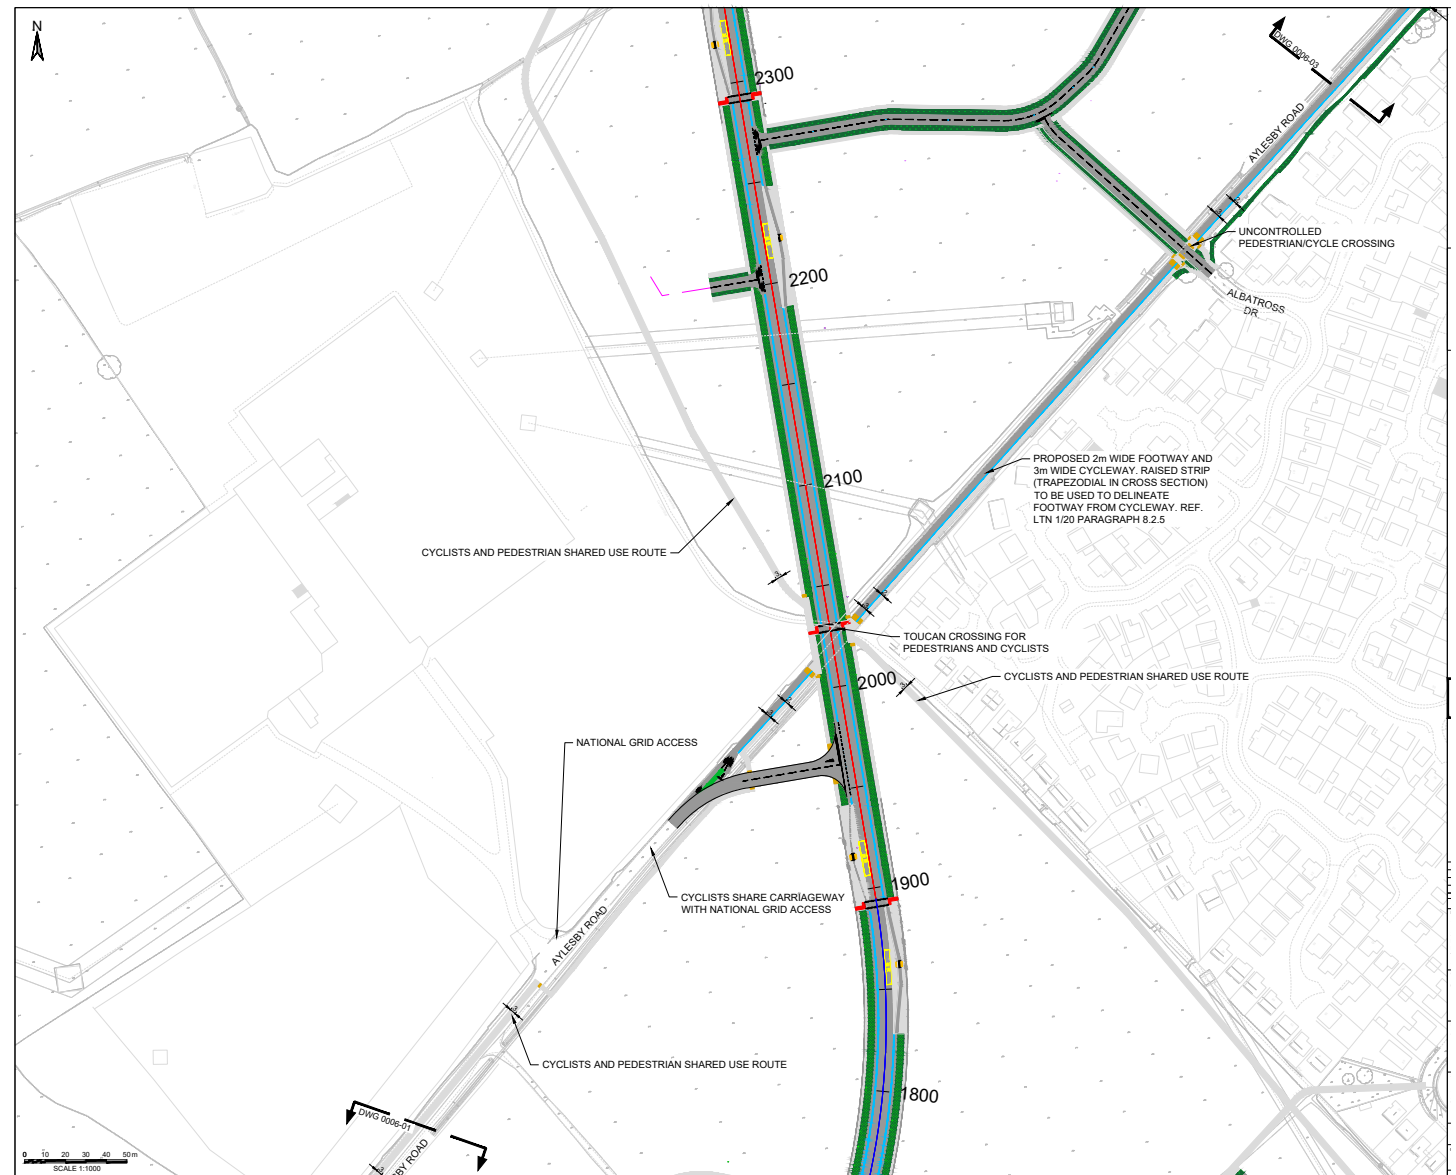 N
2300
DWG 0006-03
AYLESBY ROAD
UNCONTROLLED
PEDESTRIAN/CYCLE CROSSING
2200
ALBATROSS
DR
PROPOSED 2m WIDE FOOTWAY AND
3m WIDE CYCLEWAY. RAISED STRIP
(TRAPEZODIAL IN CROSS SECTION)
TO BE USED TO DELINEATE
FOOTWAY FROM CYCLEWAY. REF.
LTN 1/20 PARAGRAPH 8.2.5
2100
CYCLISTS AND PEDESTRIAN SHARED USE ROUTE
TOUCAN CROSSING FOR
PEDESTRIANS AND CYCLISTS
CYCLISTS AND PEDESTRIAN SHARED USE ROUTE
2000
NATIONAL GRID ACCESS
1900
CYCLISTS SHARE CARRIAGEWAY
WITH NATIONAL GRID ACCESS
AYLESBY ROAD
CYCLISTS AND PEDESTRIAN SHARED USE ROUTE
1800
DWG 0006-01
BY ROAD
0 10 20 30 40 50m
SCALE 1:1000